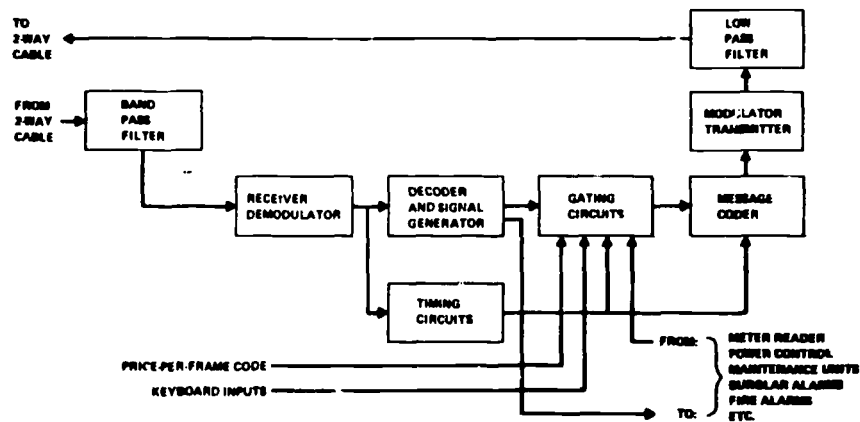 TO
2-WAY
CABLE
LOW
PASS
FILTER
FROM
2-WAY
CABLE
BAND
PASS
FILTER
MODULATOR
TRANSMITTER
RECEIVER
DEMODULATOR
DECODER
AND SIGNAL
GENERATOR
GATING
CIRCUITS
MESSAGE
CODER
TIMING
CIRCUITS
PRICE-PER-FRAME CODE
KEYBOARD INPUTS
FROM:
TO:
METER READER
POWER CONTROL
MAINTENANCE UNITS
BURGLAR ALARMS
FIRE ALARMS
ETC.